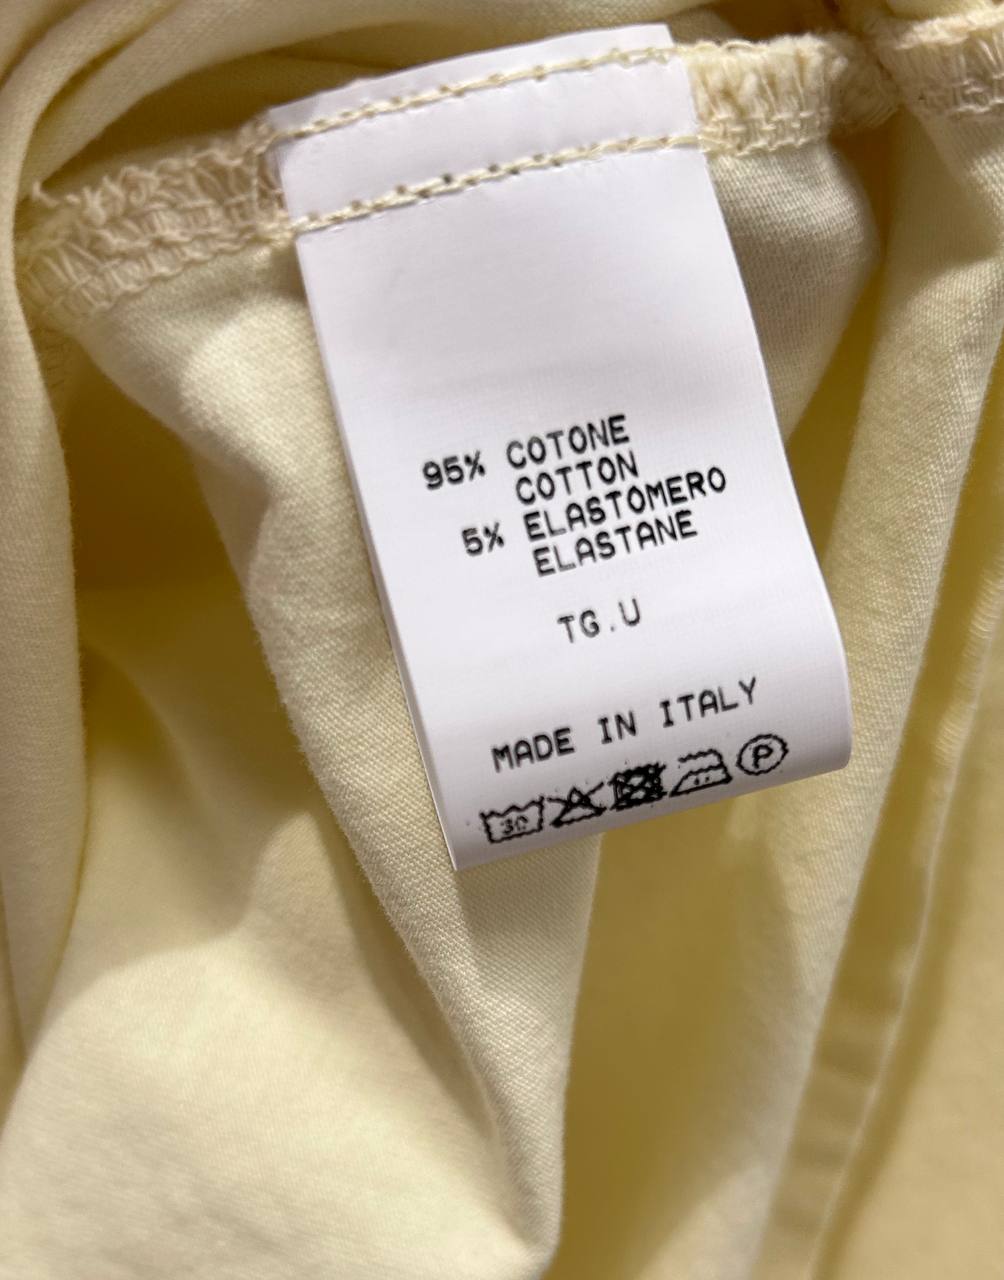 95% COTONE
COTTON
5% ELASTOMERO
ELASTANE
TG.U
MADE IN ITALY
30 P